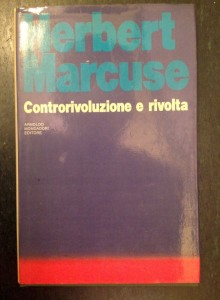 Herbert
Marcuse
Controrivoluzione e rivolta
ARNOLDO
MONDADORI
EDITORE